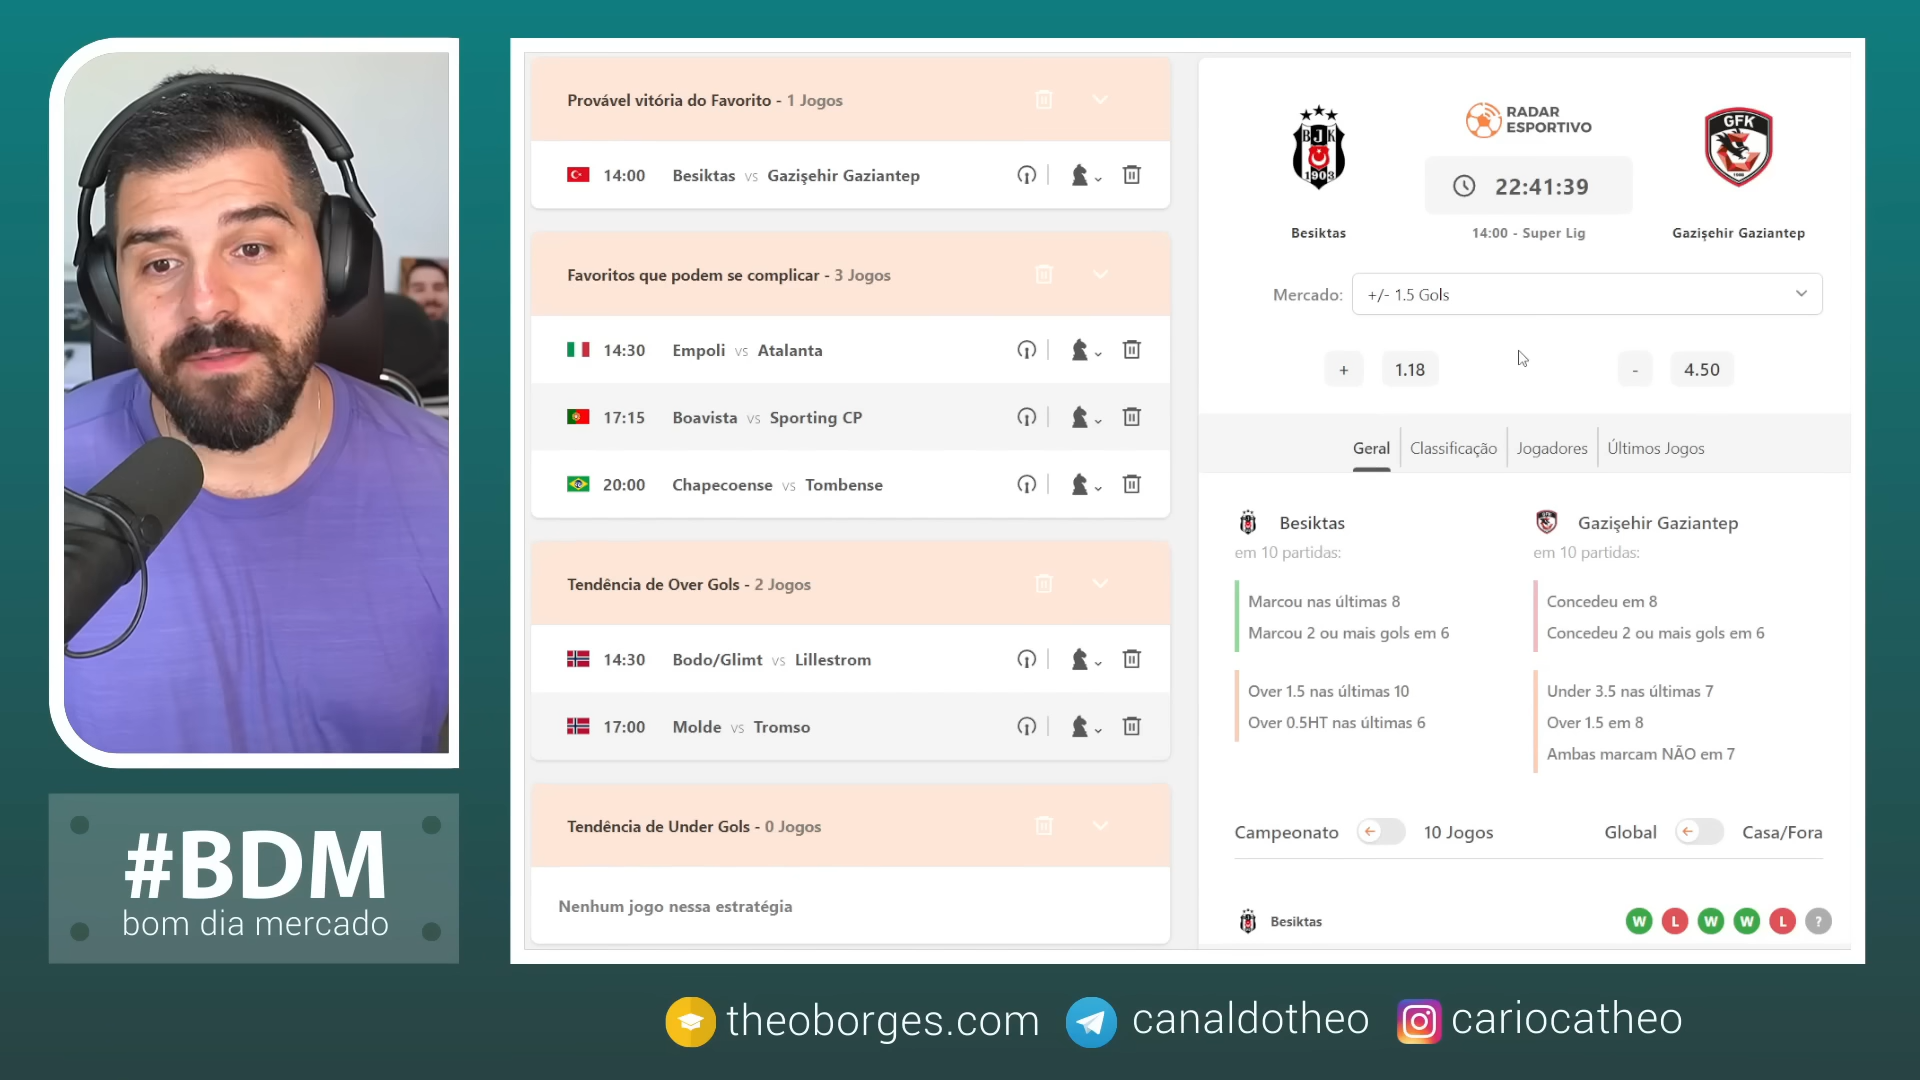 Provável vitória do Favorito - 1 Jogos
14:00 Besiktas vs Gazişehir Gaziantep
Favoritos que podem se complicar - 3 Jogos
14:30 Empoli vs Atalanta
17:15 Boavista vs Sporting CP
20:00 Chapecoense vs Tombense
Tendência de Over Gols - 2 Jogos
14:30 Bodo/Glimt vs Lillestrom
17:00 Molde vs Tromso
Tendência de Under Gols - 0 Jogos
Nenhum jogo nessa estratégia
BJK
1903
RADAR
ESPORTIVO
GFK
22:41:39
Besiktas
14:00 - Super Lig
Gazişehir Gaziantep
Mercado: +/- 1.5 Gols
+ 1.18 - 4.50
Geral Classificação Jogadores Últimos Jogos
Besiktas
em 10 partidas:
Marcou nas últimas 8
Marcou 2 ou mais gols em 6
Over 1.5 nas últimas 10
Over 0.5HT nas últimas 6
Gazişehir Gaziantep
em 10 partidas:
Concedeu em 8
Concedeu 2 ou mais gols em 6
Under 3.5 nas últimas 7
Over 1.5 em 8
Ambas marcam NÃO em 7
Campeonato 10 Jogos Global Casa/Fora
Besiktas W L W W L ?
#BDM
bom dia mercado
theoborges.com canaldotheo cariocatheo